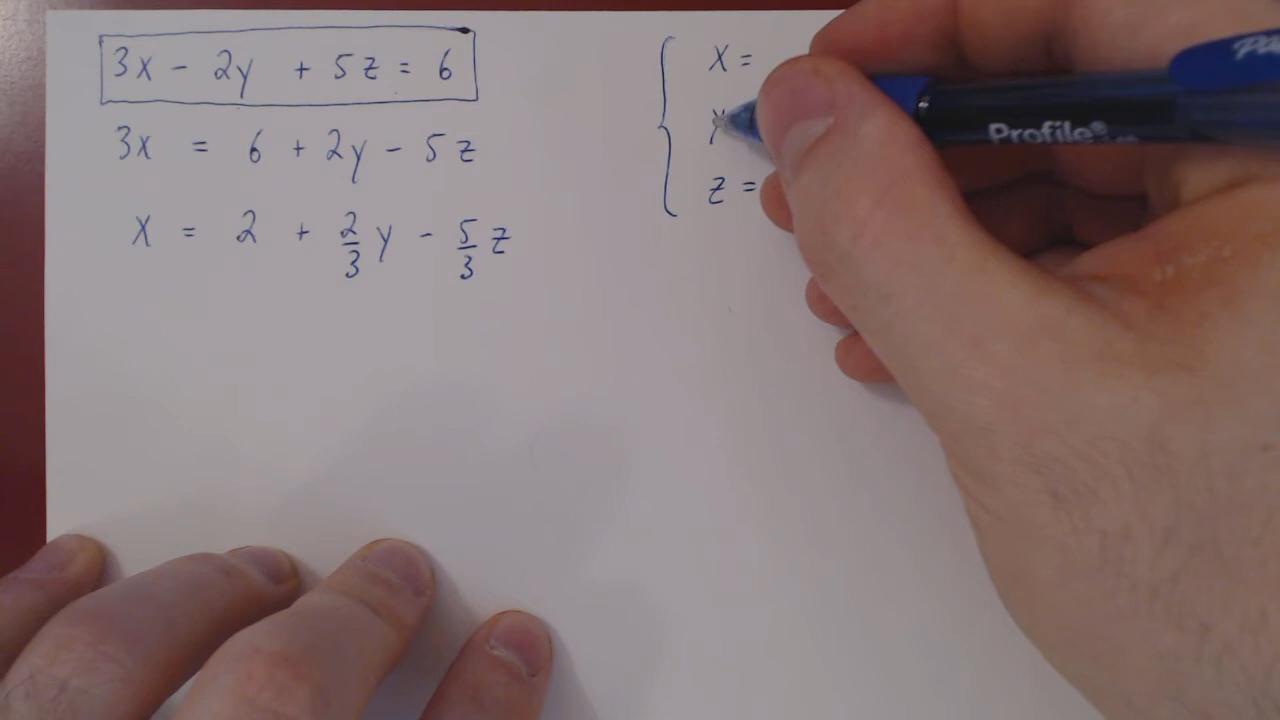 3x - 2y + 5z = 6
3x = 6 + 2y - 5z
x = 2 + 2/3 y - 5/3 z
x =
y
z =
Profile®